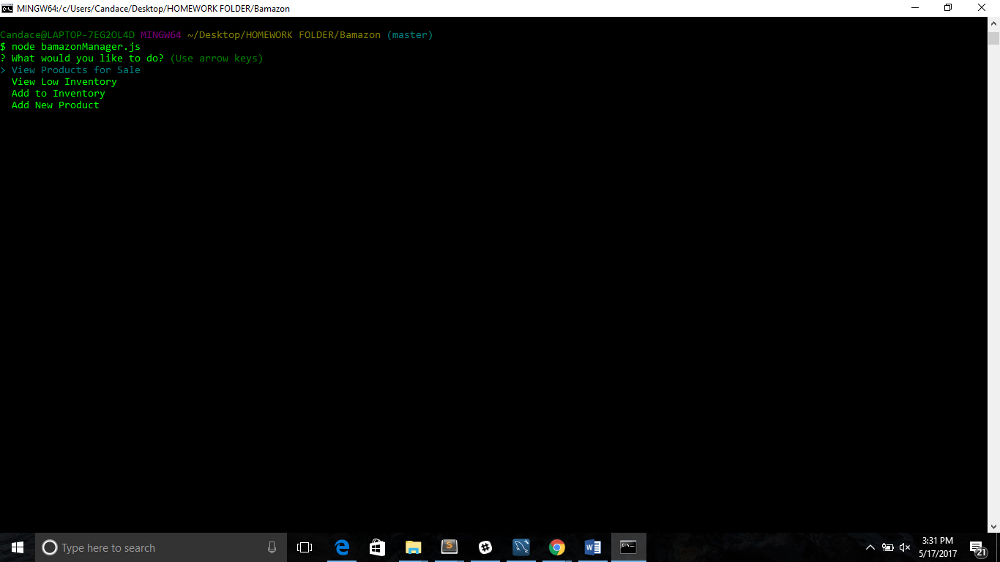 MINGW64:/c/Users/Candace/Desktop/HOMEWORK FOLDER/Bamazon
Candace@LAPTOP-7EG2OL4D MINGW64 ~/Desktop/HOMEWORK FOLDER/Bamazon (master)
$ node bamazonManager.js
? What would you like to do? (Use arrow keys)
> View Products for Sale
View Low Inventory
Add to Inventory
Add New Product
Type here to search
3:31 PM
5/17/2017
21